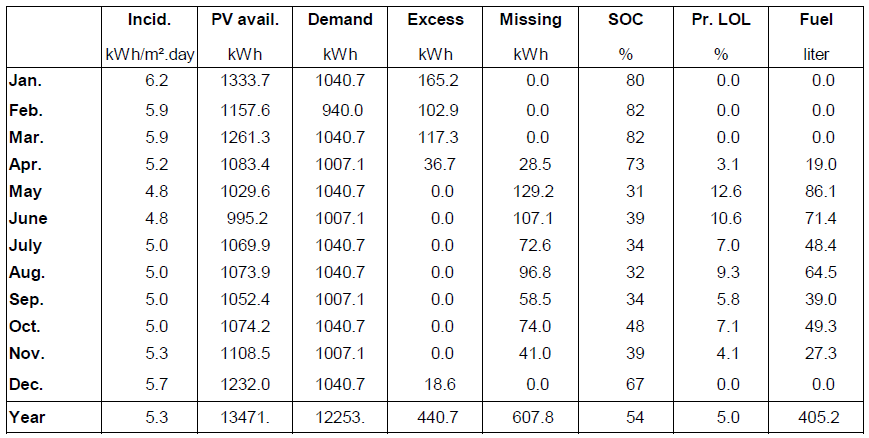 Incid. PV avail. Demand Excess Missing SOC Pr. LOL Fuel
kWh/m².day kWh kWh kWh kWh % % liter
Jan. 6.2 1333.7 1040.7 165.2 0.0 80 0.0 0.0
Feb. 5.9 1157.6 940.0 102.9 0.0 82 0.0 0.0
Mar. 5.9 1261.3 1040.7 117.3 0.0 82 0.0 0.0
Apr. 5.2 1083.4 1007.1 36.7 28.5 73 3.1 19.0
May 4.8 1029.6 1040.7 0.0 129.2 31 12.6 86.1
June 4.8 995.2 1007.1 0.0 107.1 39 10.6 71.4
July 5.0 1069.9 1040.7 0.0 72.6 34 7.0 48.4
Aug. 5.0 1073.9 1040.7 0.0 96.8 32 9.3 64.5
Sep. 5.0 1052.4 1007.1 0.0 58.5 34 5.8 39.0
Oct. 5.0 1074.2 1040.7 0.0 74.0 48 7.1 49.3
Nov. 5.3 1108.5 1007.1 0.0 41.0 39 4.1 27.3
Dec. 5.7 1232.0 1040.7 18.6 0.0 67 0.0 0.0
Year 5.3 13471. 12253. 440.7 607.8 54 5.0 405.2